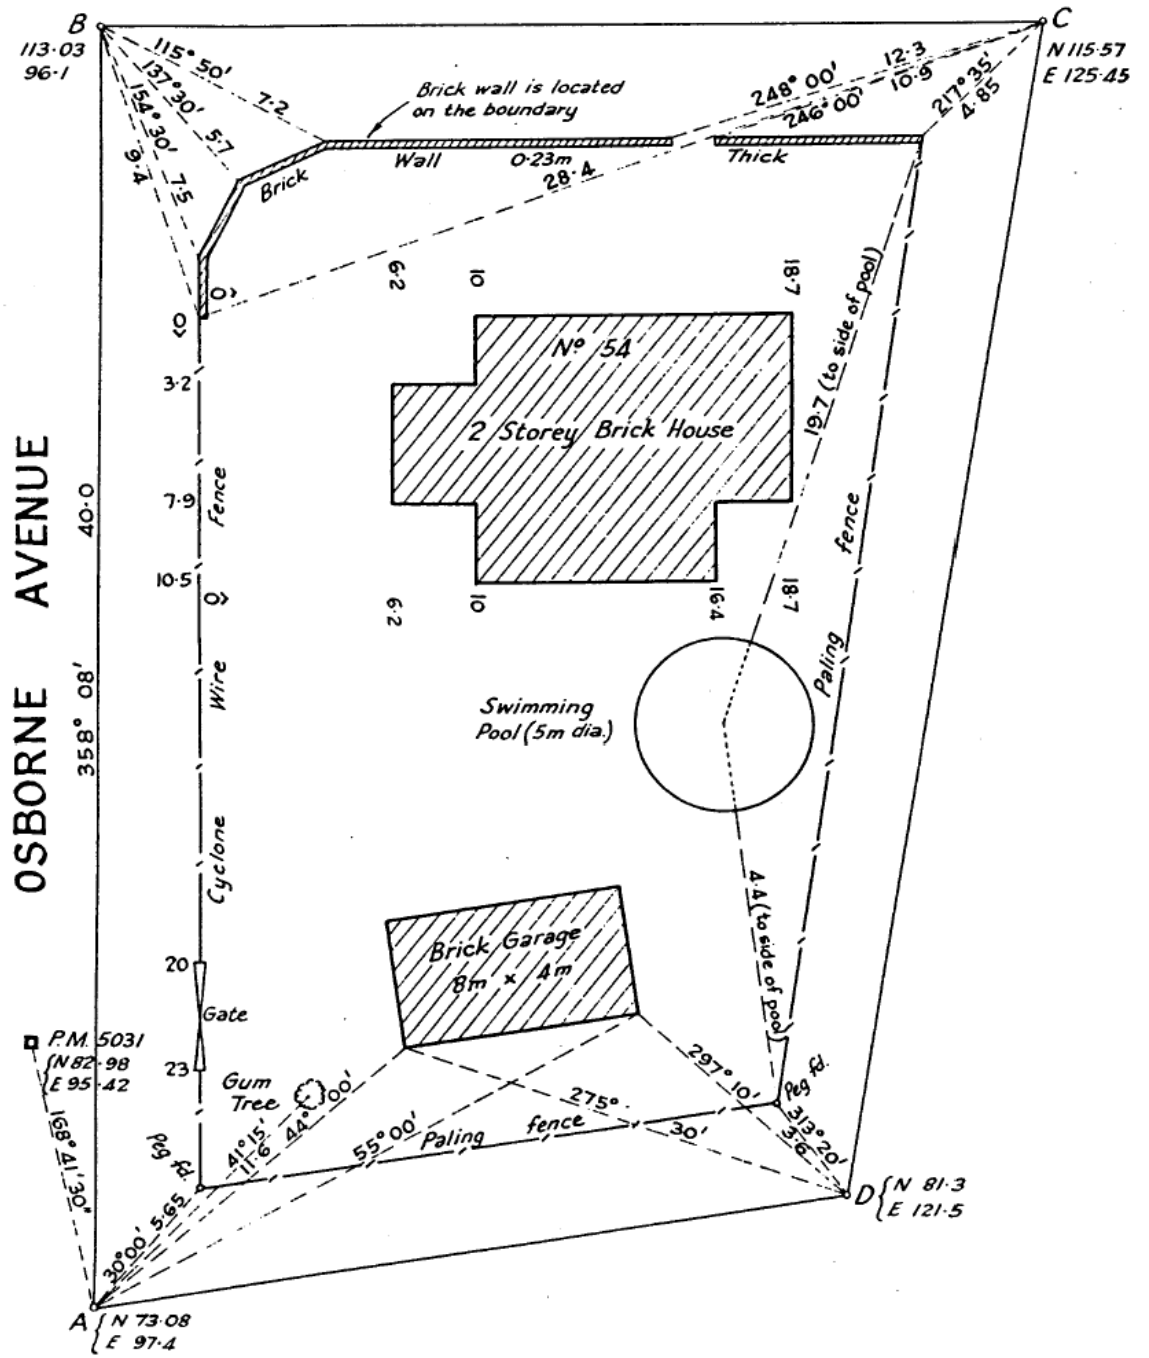 B
113·03
96·1
C
N 115·57
E 125·45
115° 50'
7·2
137° 30'
5·7
154° 30'
7·5
9·4
Brick wall is located
on the boundary
248° 00'
12·3
246° 00'
10·9
217° 35'
4·85
Brick
Wall
0·23m
Thick
28·4
0
0
3·2
7·9
10·5
0
20
23
6·2
10
18·7
Nº 54
2 Storey Brick House
6·2
10
16·4
18·7
19·7 (to side of pool)
Paling fence
Cyclone Wire Fence
OSBORNE AVENUE
358° 08'
40·0
Swimming
Pool (5m dia.)
4·4 (to side of pool)
Brick Garage
8m x 4m
Gate
P.M. 5031
N 82·98
E 95·42
168° 41' 30"
Gum
Tree
Peg fd.
41° 15'
11·6
44° 00'
55° 00'
30° 00'
5·65
Paling fence
275° 30'
297° 10'
Peg fd.
313° 20'
3·6
D
N 81·3
E 121·5
A
N 73·08
E 97·4